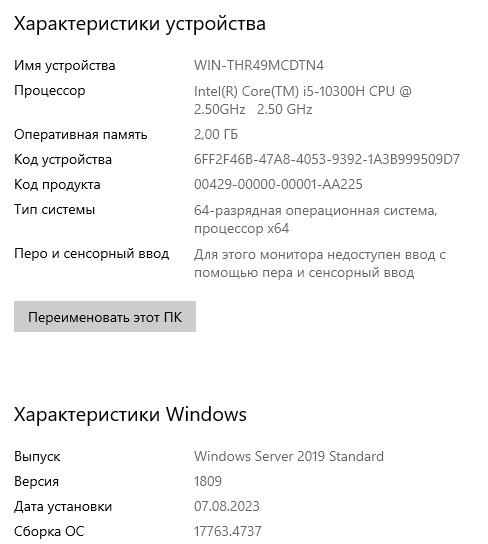 Характеристики устройства
Имя устройства WIN-THR49MCDTN4
Процессор Intel(R) Core(TM) i5-10300H CPU @
2.50GHz 2.50 GHz
Оперативная память 2,00 ГБ
Код устройства 6FF2F46B-47A8-4053-9392-1A3B999509D7
Код продукта 00429-00000-00001-AA225
Тип системы 64-разрядная операционная система,
процессор x64
Перо и сенсорный ввод Для этого монитора недоступен ввод с
помощью пера и сенсорный ввод
Переименовать этот ПК
Характеристики Windows
Выпуск Windows Server 2019 Standard
Версия 1809
Дата установки 07.08.2023
Сборка ОС 17763.4737